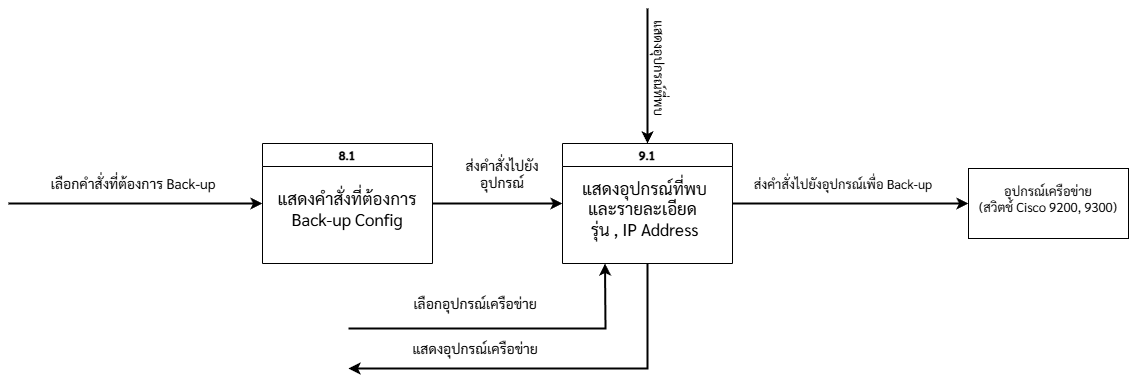 แสดงอุปกรณ์ที่พบ
8.1
9.1
เลือกคำสั่งที่ต้องการ Back-up
แสดงคำสั่งที่ต้องการ
Back-up Config
ส่งคำสั่งไปยัง
อุปกรณ์
แสดงอุปกรณ์ที่พบ
และรายละเอียด
รุ่น , IP Address
ส่งคำสั่งไปยังอุปกรณ์เพื่อ Back-up
อุปกรณ์เครือข่าย
(สวิตช์ Cisco 9200, 9300)
เลือกอุปกรณ์เครือข่าย
แสดงอุปกรณ์เครือข่าย